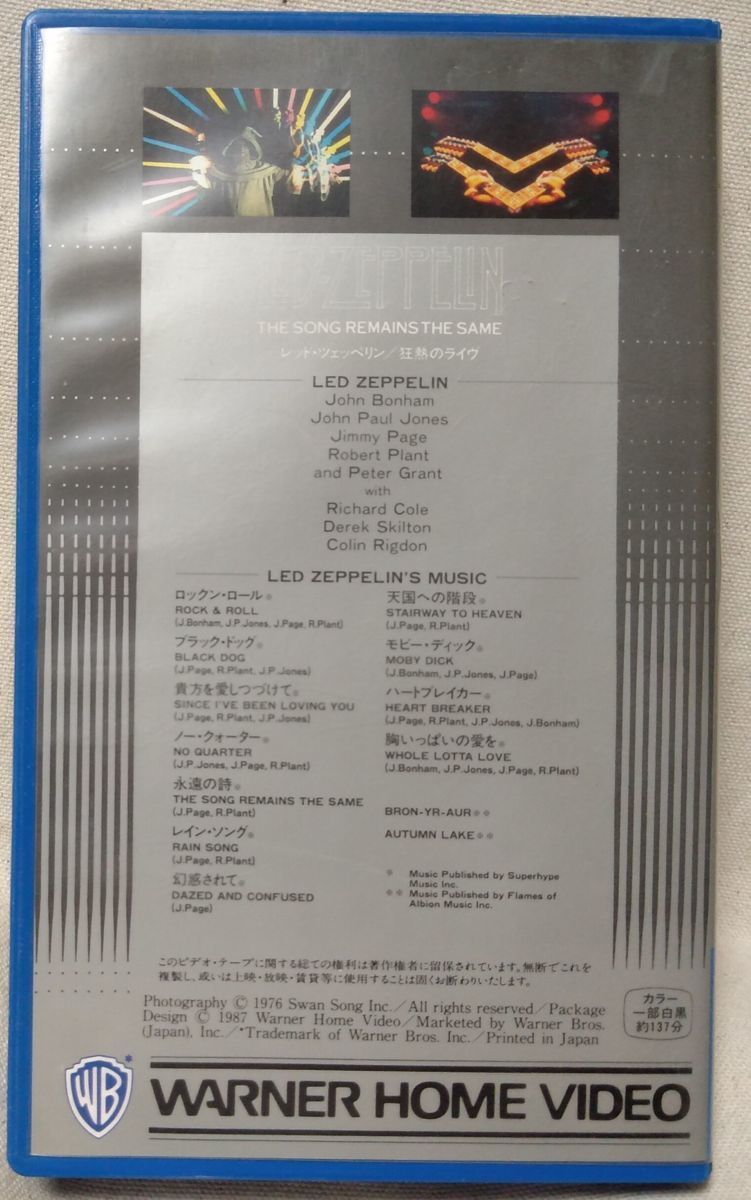 LED-ZEPPELIN
THE SONG REMAINS THE SAME
レッド・ツェッペリン／狂熱のライヴ
LED ZEPPELIN
John Bonham
John Paul Jones
Jimmy Page
Robert Plant
and Peter Grant
with
Richard Cole
Derek Skilton
Colin Rigdon
LED ZEPPELIN'S MUSIC
ロックン・ロール※
ROCK & ROLL
(J.Bonham, J.P.Jones, J.Page, R.Plant)
ブラック・ドッグ※
BLACK DOG
(J.Page, R.Plant, J.P.Jones)
貴方を愛しつづけて※
SINCE I'VE BEEN LOVING YOU
(J.Page, R.Plant, J.P.Jones)
ノー・クォーター※
NO QUARTER
(J.P.Jones, J.Page, R.Plant)
永遠の詩※
THE SONG REMAINS THE SAME
(J.Page, R.Plant)
レイン・ソング※
RAIN SONG
(J.Page, R.Plant)
幻惑されて※
DAZED AND CONFUSED
(J.Page)
天国への階段※
STAIRWAY TO HEAVEN
(J.Page, R.Plant)
モビー・ディック※
MOBY DICK
(J.Bonham, J.P.Jones, J.Page)
ハートブレイカー※
HEART BREAKER
(J.Page, R.Plant, J.P.Jones, J.Bonham)
胸いっぱいの愛を※
WHOLE LOTTA LOVE
(J.Bonham, J.P.Jones, J.Page, R.Plant)
BRON-YR-AUR※※
AUTUMN LAKE※※
※ Music Published by Superhype
Music Inc.
※※ Music Published by Flames of
Albion Music Inc.
このビデオ・テープに関する総ての権利は著作権者に留保されています。無断でこれを
複製し、或いは上映・放映・賃貸等に使用することは固くお断わりいたします。
Photography © 1976 Swan Song Inc.／All rights reserved／Package
Design © 1987 Warner Home Video／Marketed by Warner Bros.
(Japan), Inc.／*Trademark of Warner Bros. Inc.／Printed in Japan
カラー
一部白黒
約137分
WB*
WARNER HOME VIDEO